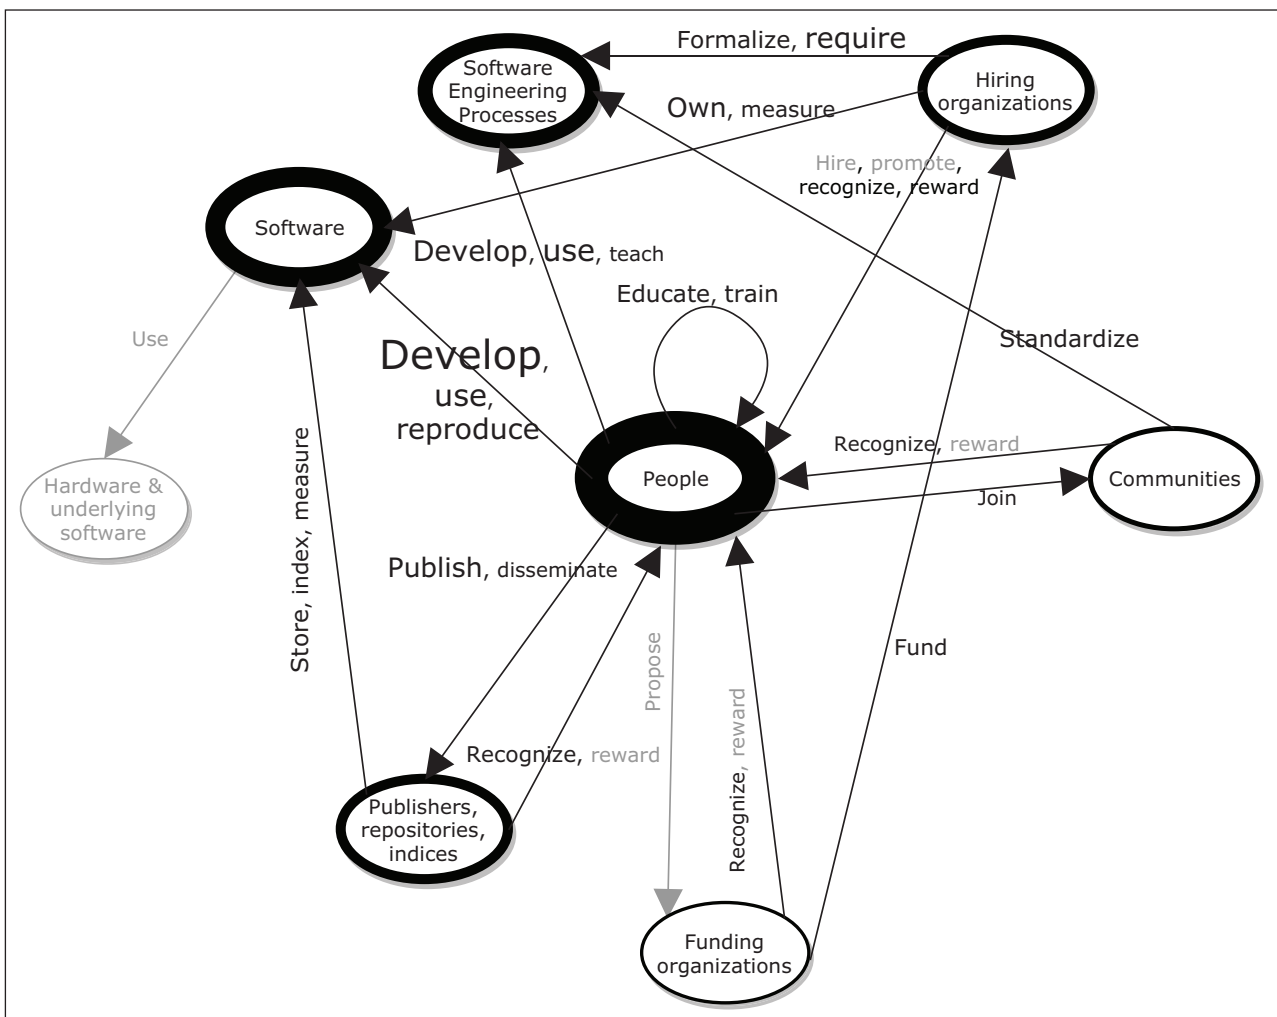 Formalize, require
Software
Engineering
Processes
Hiring
organizations
Own, measure
Hire, promote,
recognize, reward
Software
Develop, use, teach
Educate, train
Use
Standardize
Develop,
use,
reproduce
Recognize, reward
People
Communities
Join
Hardware &
underlying
software
Store, index, measure
Publish, disseminate
Propose
Fund
Recognize, reward
Recognize, reward
Publishers,
repositories,
indices
Funding
organizations